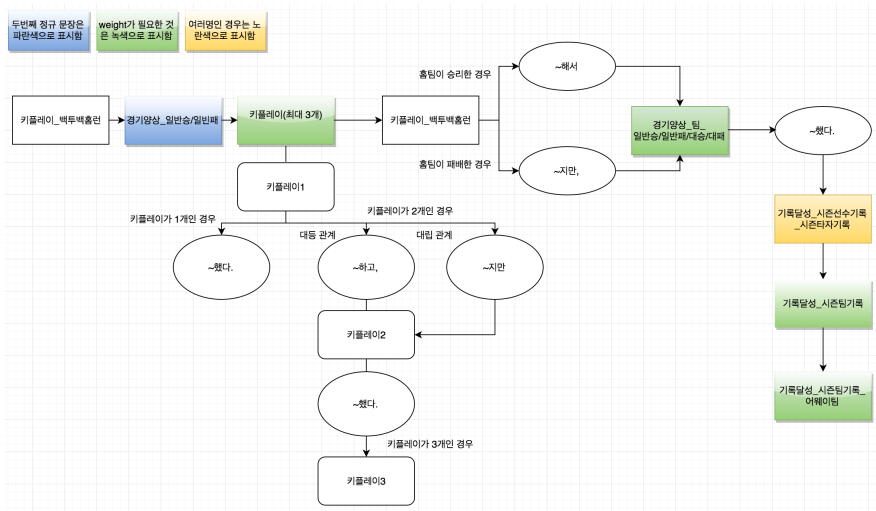 두번째 정규 문장은
파란색으로 표시함
weight가 필요한 것
은 녹색으로 표시함
여러명인 경우는 노
란색으로 표시함
키플레이_백투백홈런
경기양상_일반승/일빈패
키플레이(최대 3개)
키플레이_백투백홈런
홈팀이 승리한 경우
~해서
홈팀이 패배한 경우
~지만,
경기양상_팀_
일반승/일반패/대승/대패
~했다.
키플레이1
키플레이가 1개인 경우
키플레이가 2개인 경우
대등 관계
대립 관계
~했다.
~하고,
~지만
키플레이2
~했다.
키플레이가 3개인 경우
키플레이3
기록달성_시즌선수기록
_시즌타자기록
기록달성_시즌팀기록
기록달성_시즌팀기록_
어웨이팀